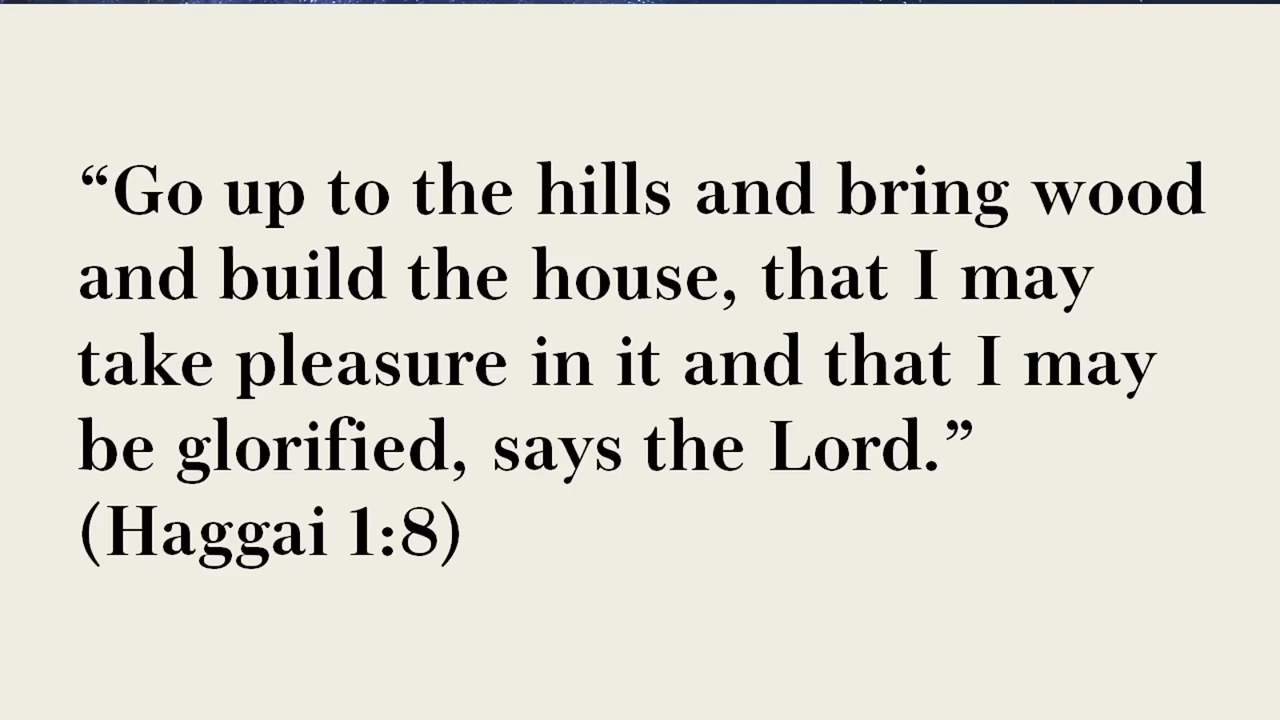 “Go up to the hills and bring wood
and build the house, that I may
take pleasure in it and that I may
be glorified, says the Lord.”
(Haggai 1:8)